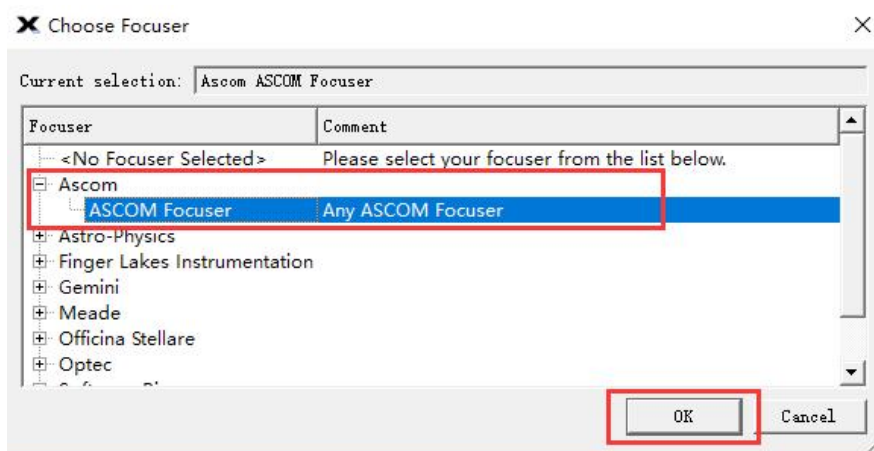 Choose Focuser
Current selection: Ascom ASCOM Focuser
Focuser Comment
<No Focuser Selected> Please select your focuser from the list below.
Ascom
ASCOM Focuser Any ASCOM Focuser
Astro-Physics
Finger Lakes Instrumentation
Gemini
Meade
Officina Stellare
Optec
OK Cancel